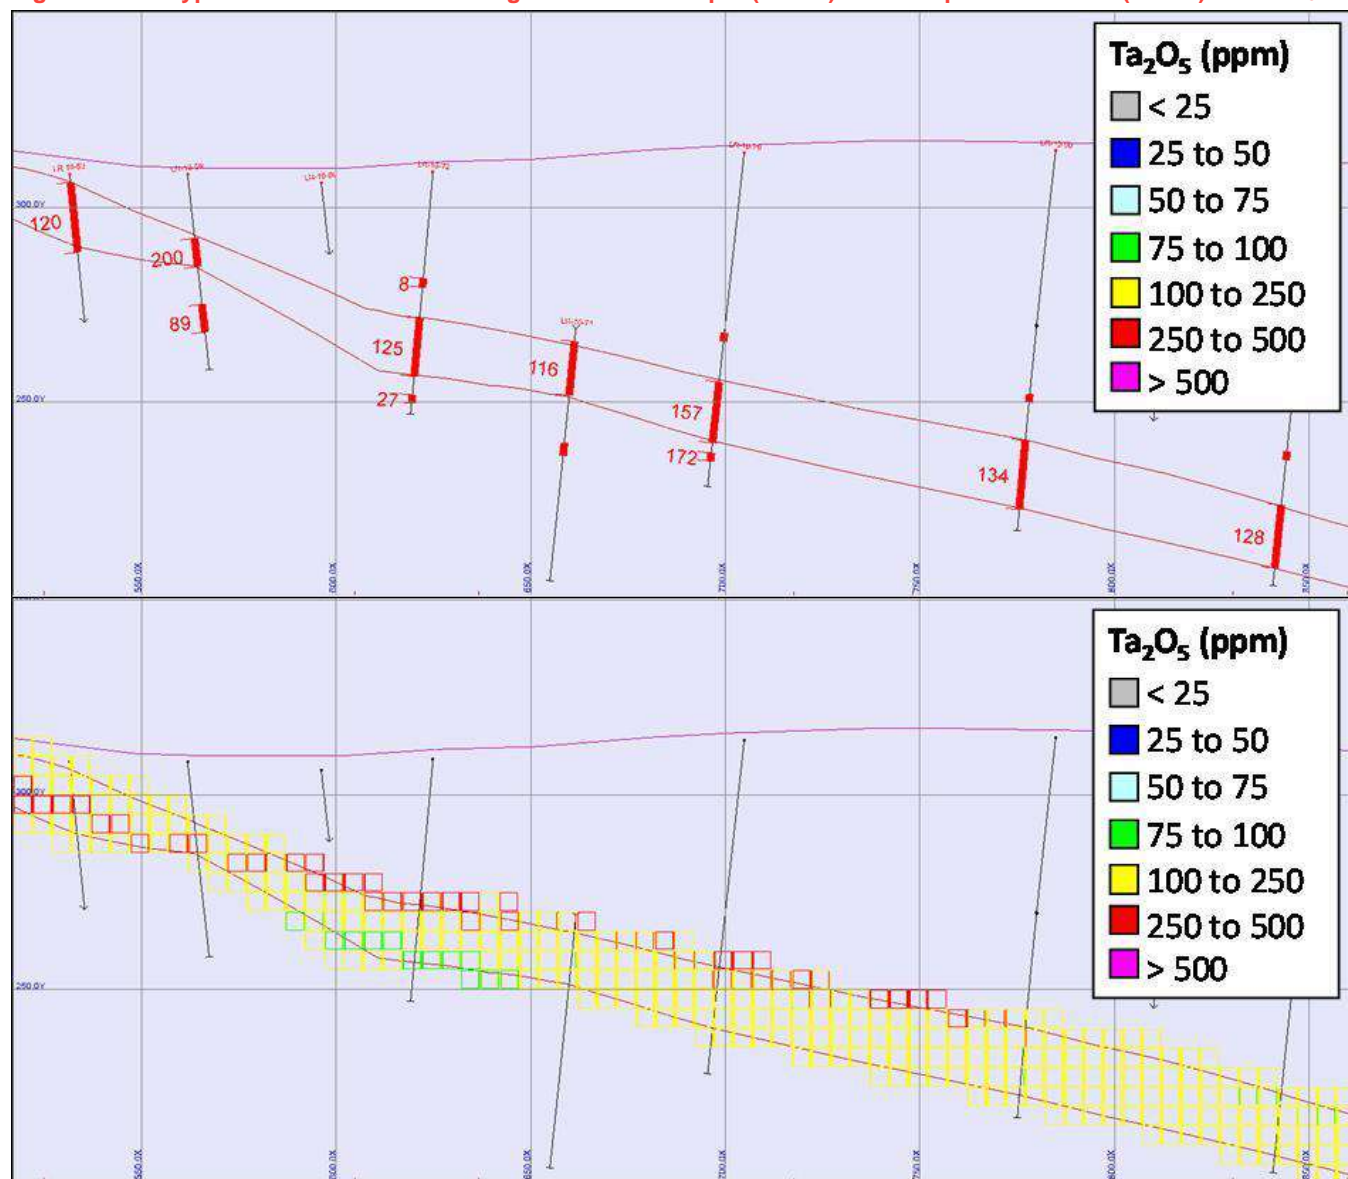 Ta₂O₅ (ppm)
< 25
25 to 50
50 to 75
75 to 100
100 to 250
250 to 500
> 500
300.0Y
120
200
89
8
125
27
116
157
172
134
128
250.0Y
550.0X
600.0X
650.0X
700.0X
750.0X
800.0X
850.0X
Ta₂O₅ (ppm)
< 25
25 to 50
50 to 75
75 to 100
100 to 250
250 to 500
> 500
300.0Y
250.0Y
550.0X
600.0X
650.0X
700.0X
750.0X
800.0X
850.0X